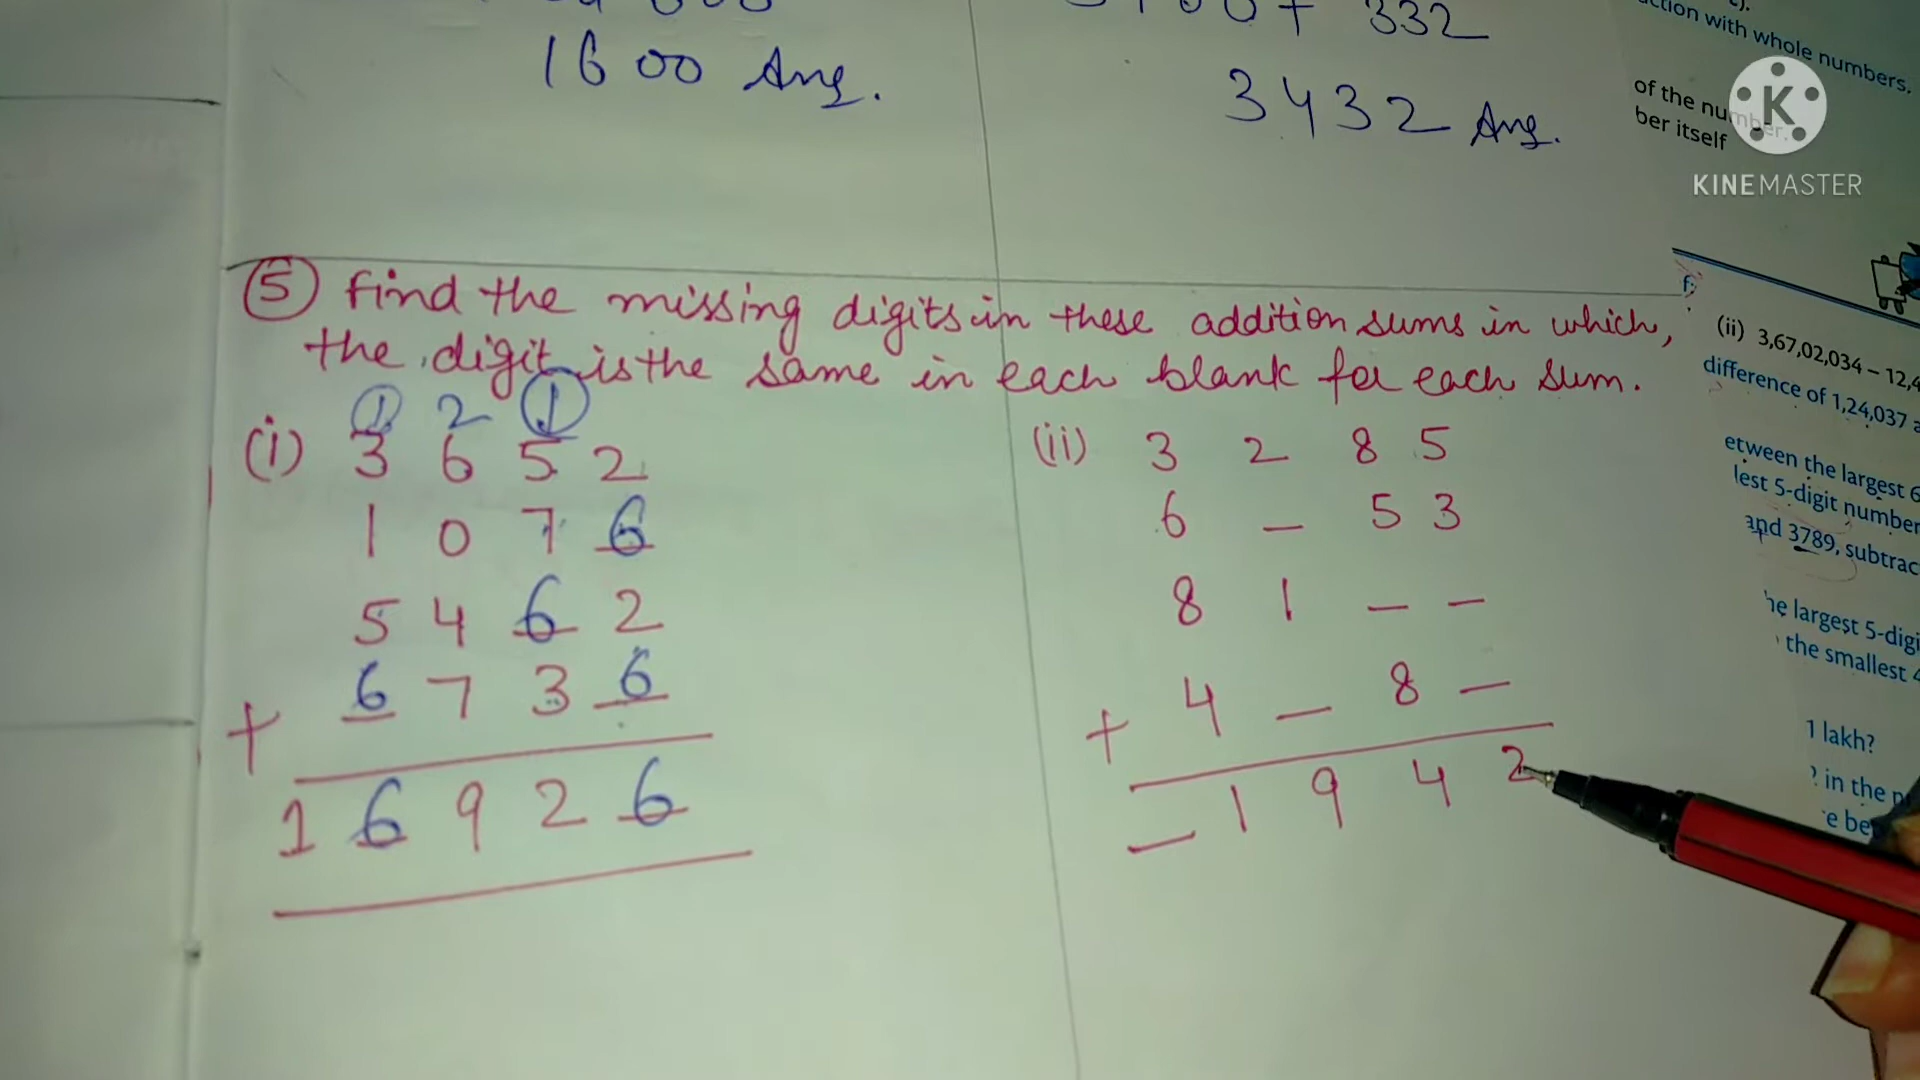 1600 Ans.
+ 332
3432 Ans.
ction with whole numbers.
of the number.
ber itself
K
KINEMASTER
(5) find the missing digits in these addition sums in which,
the digit is the same in each blank for each sum.
1 2 1
(i) 3 6 5 2
1 0 7 6
5 4 6 2
+ 6 7 3 6
1 6 9 2 6
(ii) 3 2 8 5
6 _ 5 3
8 1 _ _
+ 4 _ 8 _
_ 1 9 4 2
(ii) 3,67,02,034 – 12,4
difference of 1,24,037
etween the largest 6
lest 5-digit number
and 3789, subtrac
he largest 5-digi
the smallest 4
1 lakh?
? in the